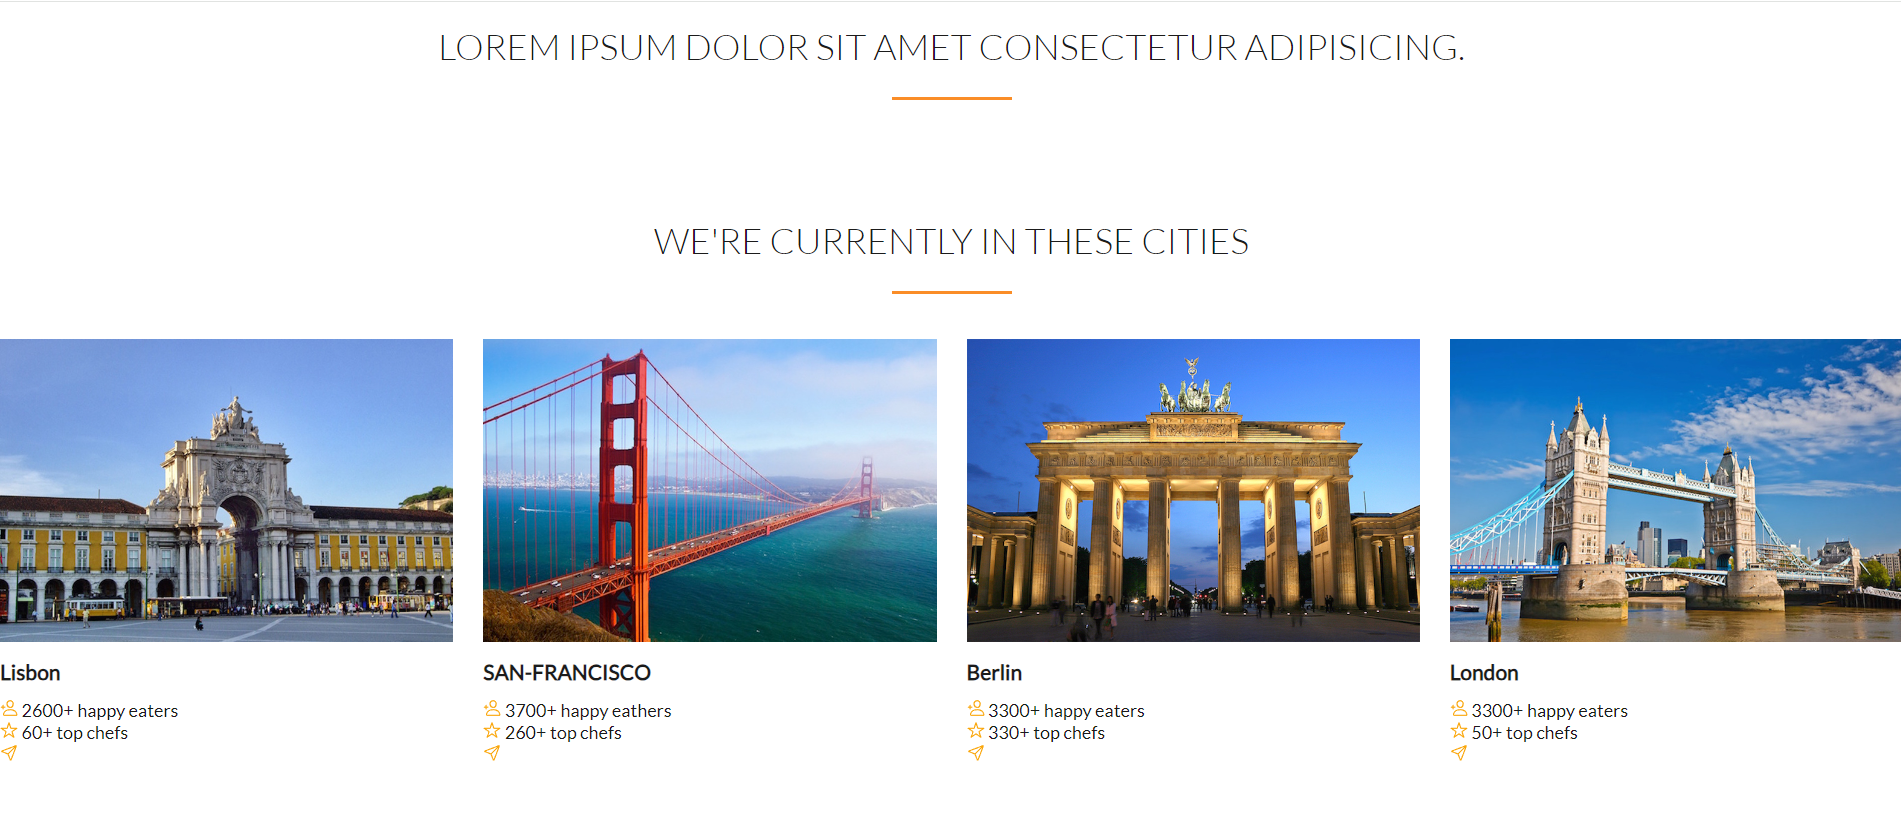 LOREM IPSUM DOLOR SIT AMET CONSECTETUR ADIPISICING.
WE'RE CURRENTLY IN THESE CITIES
Lisbon
2600+ happy eaters
60+ top chefs
SAN-FRANCISCO
3700+ happy eathers
260+ top chefs
Berlin
3300+ happy eaters
330+ top chefs
London
3300+ happy eaters
50+ top chefs